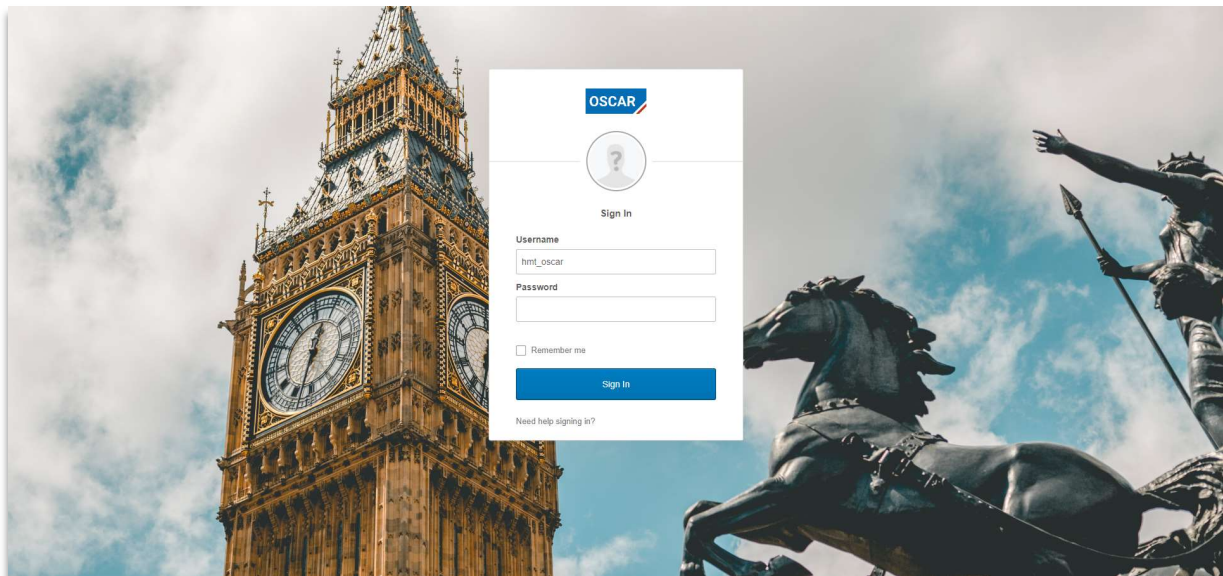 OSCAR
?
Sign In
Username
hmt_oscar
Password
Remember me
Sign In
Need help signing in?